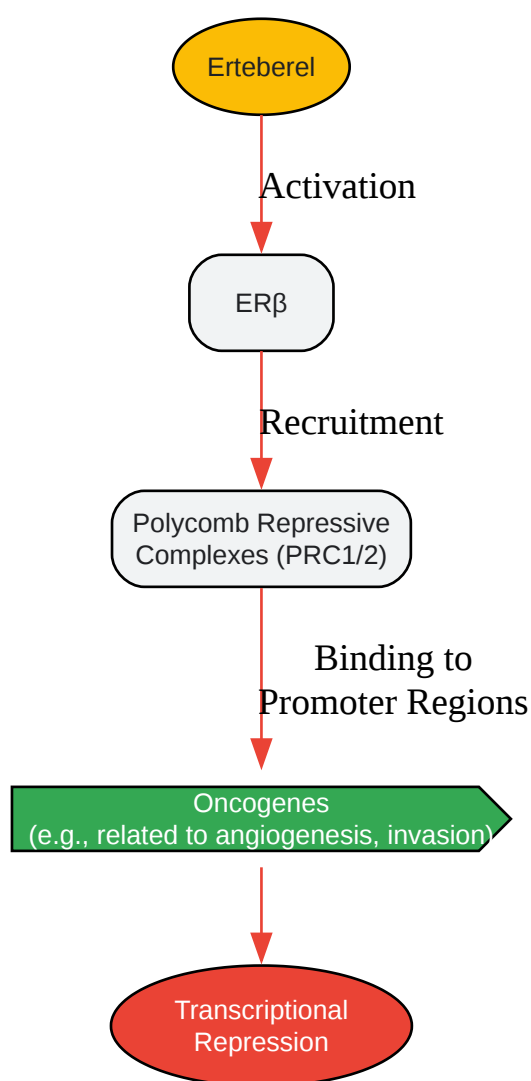 Erteberel
Activation
ERβ
Recruitment
Polycomb Repressive
Complexes (PRC1/2)
Binding to
Promoter Regions
Oncogenes
(e.g., related to angiogenesis, invasion)
Transcriptional
Repression